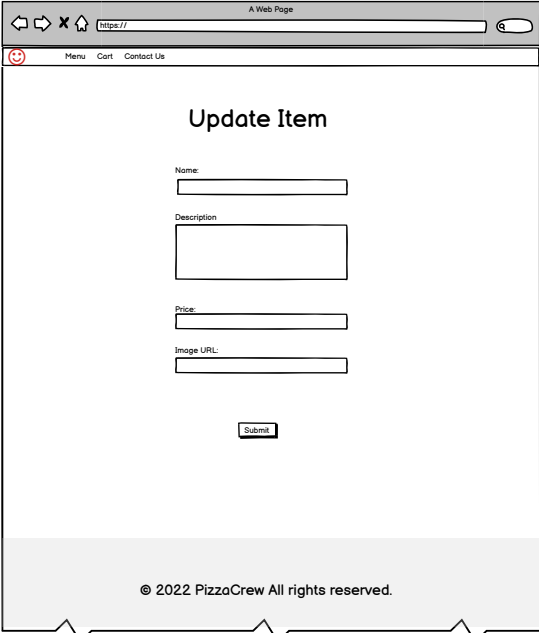 A Web Page
https://
Menu Cart Contact Us
Update Item
Name:
Description
Price:
Image URL:
Submit
© 2022 PizzaCrew All rights reserved.